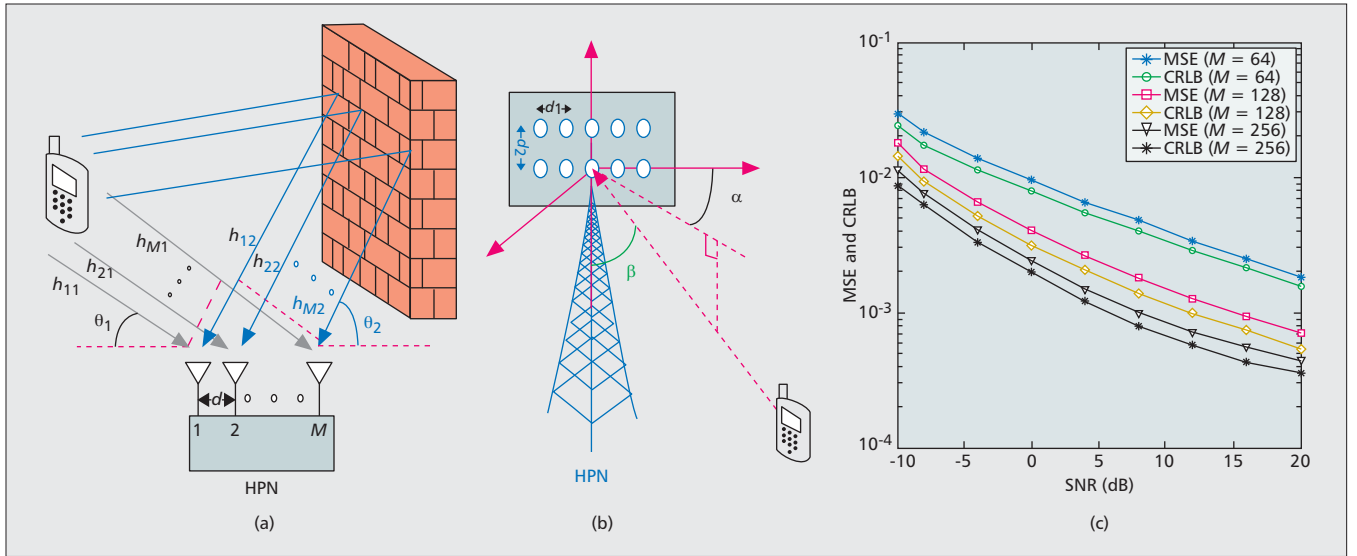 h₁₁
h₂₁
h_M1
h₁₂
h₂₂
h_M2
θ₁
θ₂
d
1 2 M
HPN
(a)
d₁
d₂
α
β
HPN
(b)
MSE and CRLB
10⁻¹
10⁻²
10⁻³
10⁻⁴
-10 -5 0 5 10 15 20
SNR (dB)
MSE (M = 64)
CRLB (M = 64)
MSE (M = 128)
CRLB (M = 128)
MSE (M = 256)
CRLB (M = 256)
(c)